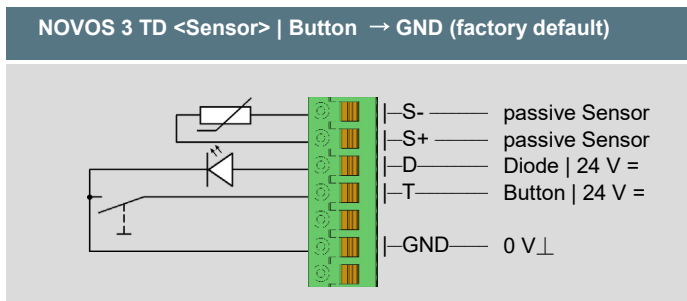 NOVOS 3 TD <Sensor> | Button → GND (factory default)
|—S- —— passive Sensor
|—S+ —— passive Sensor
|—D—— Diode | 24 V =
|—T—— Button | 24 V =
|—GND—— 0 V⊥